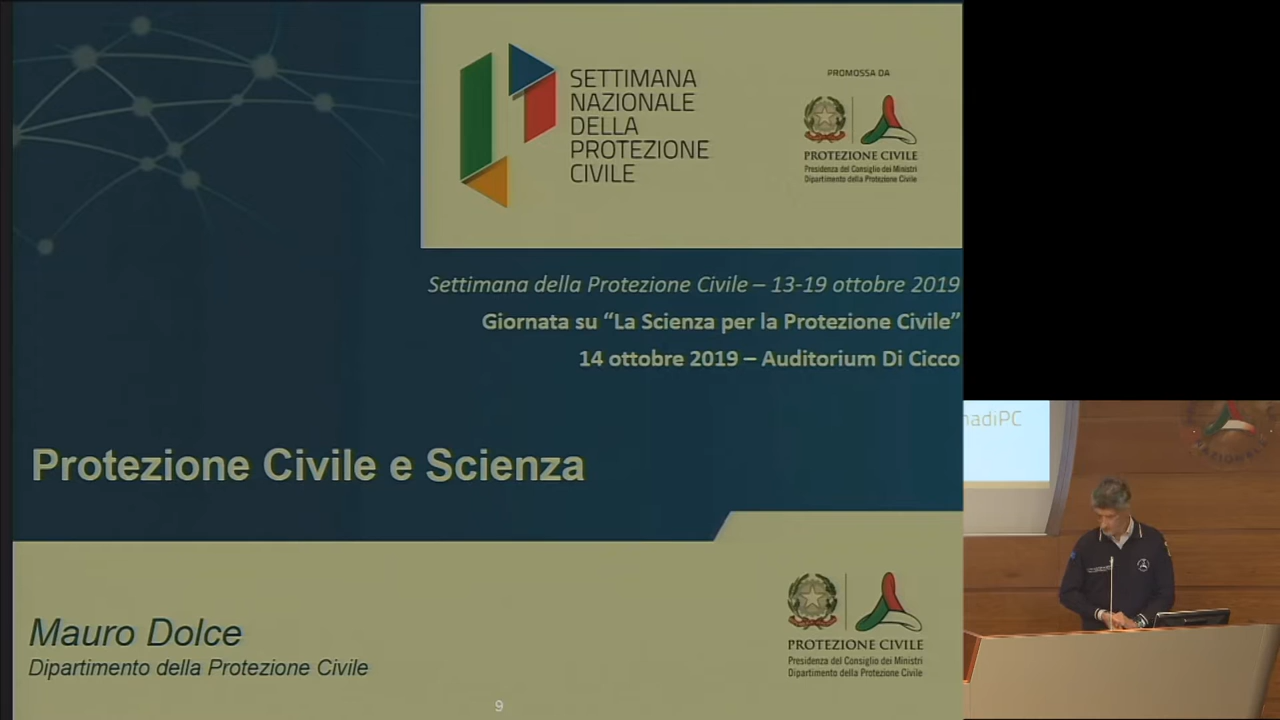 SETTIMANA
NAZIONALE
DELLA
PROTEZIONE
CIVILE
PROMOSSA DA
PROTEZIONE CIVILE
Presidenza del Consiglio dei Ministri
Dipartimento della Protezione Civile
Settimana della Protezione Civile – 13-19 ottobre 2019
Giornata su “La Scienza per la Protezione Civile”
14 ottobre 2019 – Auditorium Di Cicco
Protezione Civile e Scienza
Mauro Dolce
Dipartimento della Protezione Civile
PROTEZIONE CIVILE
Presidenza del Consiglio dei Ministri
Dipartimento della Protezione Civile
9
nadiPC